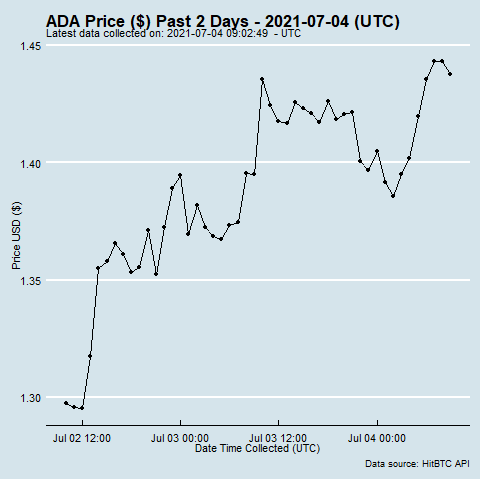 ADA Price ($) Past 2 Days - 2021-07-04 (UTC)
Latest data collected on: 2021-07-04 09:02:49  - UTC
1.45
1.40
1.35
1.30
Price USD ($)
Jul 02 12:00
Jul 03 00:00
Jul 03 12:00
Jul 04 00:00
Date Time Collected (UTC)
Data source: HitBTC API